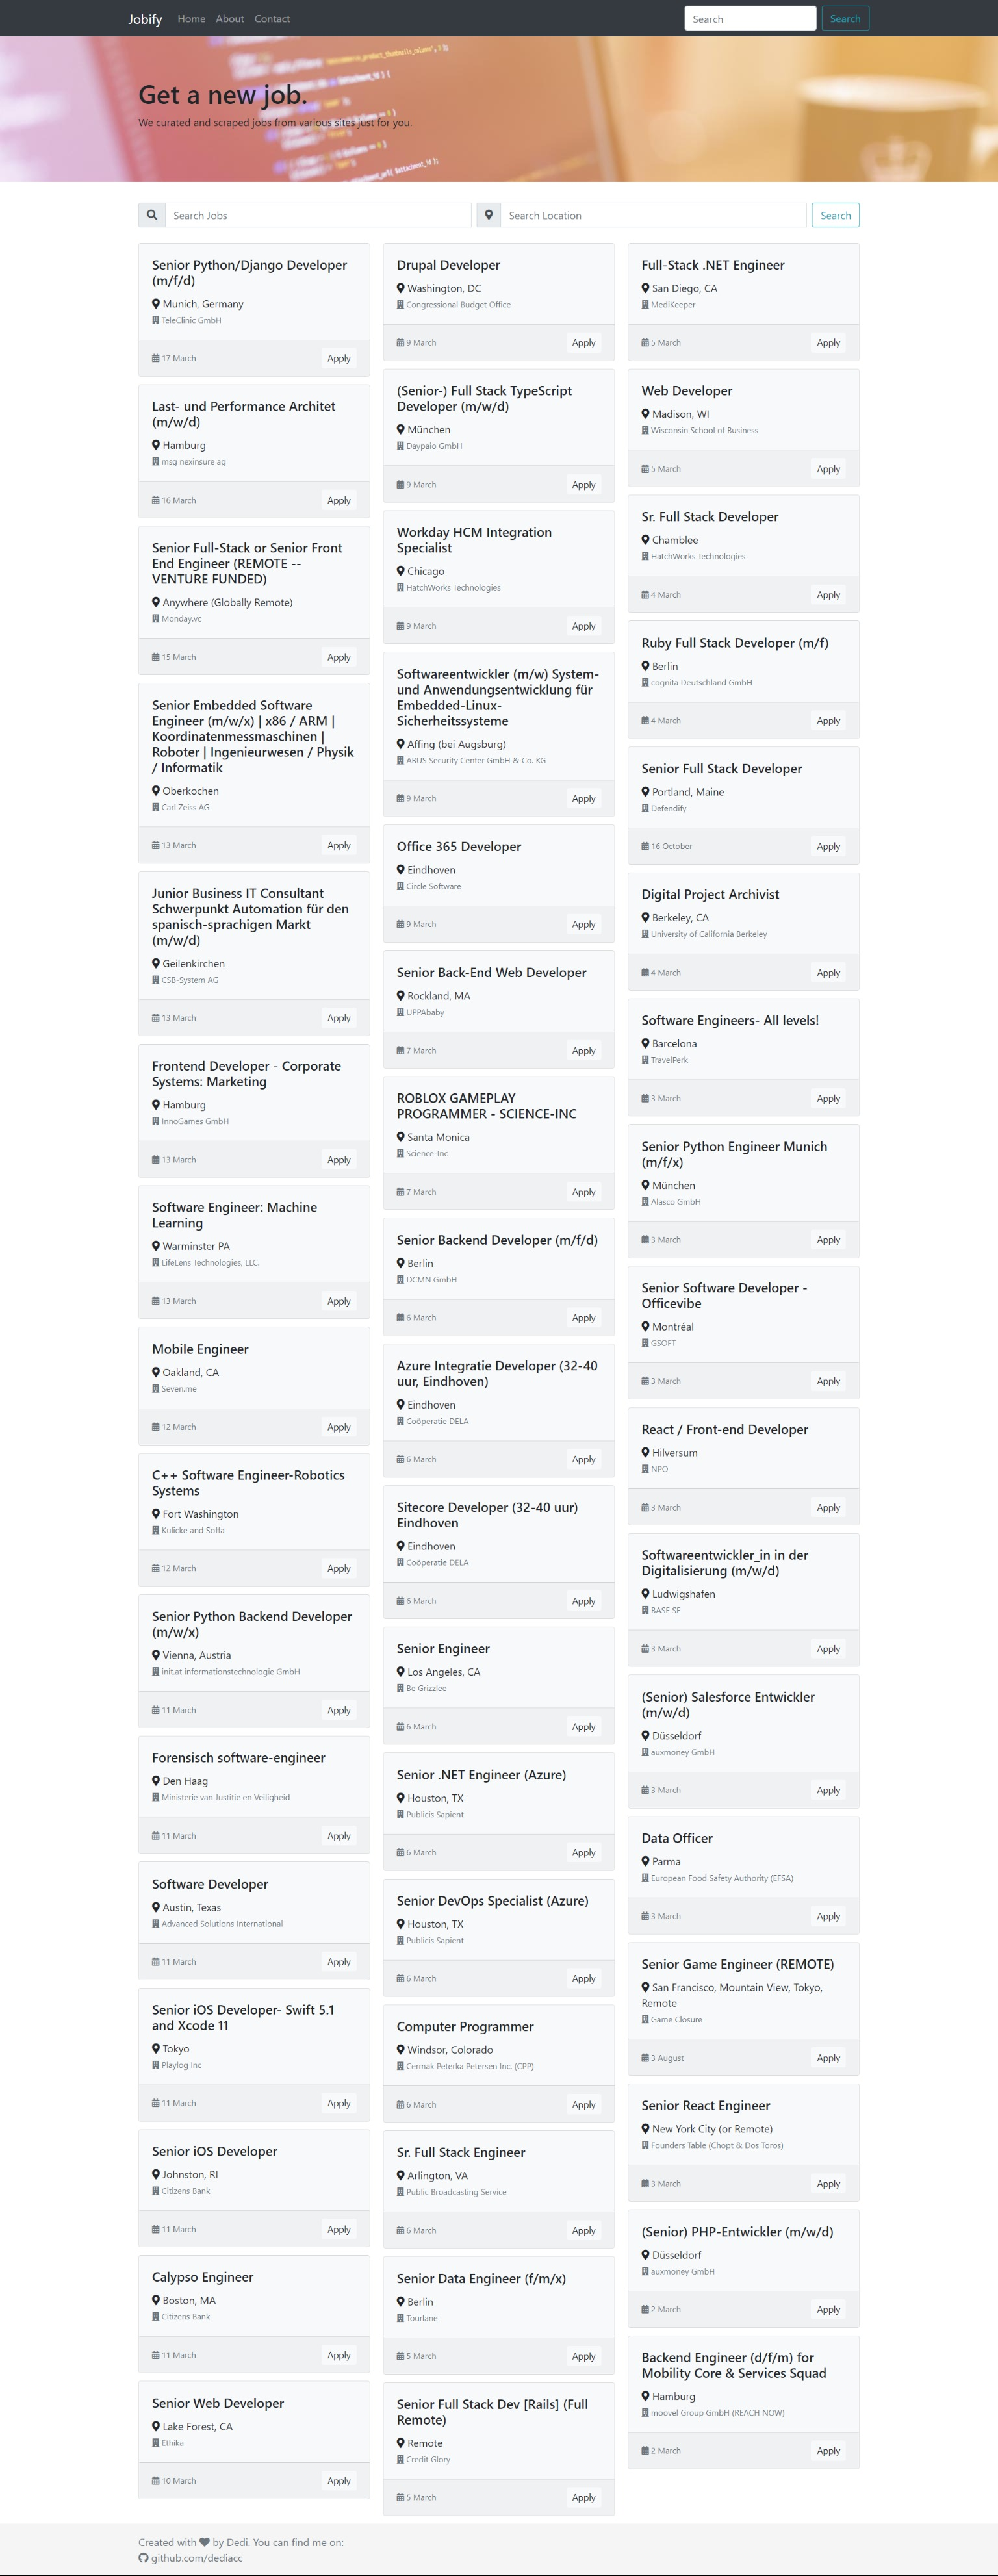 Jobify Home About Contact Search Search
Get a new job.
We curated and scraped jobs from various sites just for you.
Search Jobs Search Location Search
Senior Python/Django Developer
(m/f/d)
Munich, Germany
TeleClinic GmbH
17 March Apply
Last- und Performance Architet
(m/w/d)
Hamburg
msg nexinsure ag
16 March Apply
Senior Full-Stack or Senior Front
End Engineer (REMOTE --
VENTURE FUNDED)
Anywhere (Globally Remote)
Monday.vc
15 March Apply
Senior Embedded Software
Engineer (m/w/x) | x86 / ARM |
Koordinatenmessmaschinen |
Roboter | Ingenieurwesen / Physik
/ Informatik
Oberkochen
Carl Zeiss AG
13 March Apply
Junior Business IT Consultant
Schwerpunkt Automation für den
spanisch-sprachigen Markt
(m/w/d)
Geilenkirchen
CSB-System AG
13 March Apply
Frontend Developer - Corporate
Systems: Marketing
Hamburg
InnoGames GmbH
13 March Apply
Software Engineer: Machine
Learning
Warminster PA
LifeLens Technologies, LLC.
13 March Apply
Mobile Engineer
Oakland, CA
Seven.me
12 March Apply
C++ Software Engineer-Robotics
Systems
Fort Washington
Kulicke and Soffa
12 March Apply
Senior Python Backend Developer
(m/w/x)
Vienna, Austria
init.at informationstechnologie GmbH
11 March Apply
Forensisch software-engineer
Den Haag
Ministerie van Justitie en Veiligheid
11 March Apply
Software Developer
Austin, Texas
Advanced Solutions International
11 March Apply
Senior iOS Developer- Swift 5.1
and Xcode 11
Tokyo
Playlog Inc
11 March Apply
Senior iOS Developer
Johnston, RI
Citizens Bank
11 March Apply
Calypso Engineer
Boston, MA
Citizens Bank
11 March Apply
Senior Web Developer
Lake Forest, CA
Ethika
10 March Apply
Drupal Developer
Washington, DC
Congressional Budget Office
9 March Apply
(Senior-) Full Stack TypeScript
Developer (m/w/d)
München
Daypaio GmbH
9 March Apply
Workday HCM Integration
Specialist
Chicago
HatchWorks Technologies
9 March Apply
Softwareentwickler (m/w) System-
und Anwendungsentwicklung für
Embedded-Linux-
Sicherheitssysteme
Affing (bei Augsburg)
ABUS Security Center GmbH & Co. KG
9 March Apply
Office 365 Developer
Eindhoven
Circle Software
9 March Apply
Senior Back-End Web Developer
Rockland, MA
UPPAbaby
7 March Apply
ROBLOX GAMEPLAY
PROGRAMMER - SCIENCE-INC
Santa Monica
Science-Inc
7 March Apply
Senior Backend Developer (m/f/d)
Berlin
DCMN GmbH
6 March Apply
Azure Integratie Developer (32-40
uur, Eindhoven)
Eindhoven
Coöperatie DELA
6 March Apply
Sitecore Developer (32-40 uur)
Eindhoven
Eindhoven
Coöperatie DELA
6 March Apply
Senior Engineer
Los Angeles, CA
Be Grizzlee
6 March Apply
Senior .NET Engineer (Azure)
Houston, TX
Publicis Sapient
6 March Apply
Senior DevOps Specialist (Azure)
Houston, TX
Publicis Sapient
6 March Apply
Computer Programmer
Windsor, Colorado
Cermak Peterka Petersen Inc. (CPP)
6 March Apply
Sr. Full Stack Engineer
Arlington, VA
Public Broadcasting Service
6 March Apply
Senior Data Engineer (f/m/x)
Berlin
Tourlane
5 March Apply
Senior Full Stack Dev [Rails] (Full
Remote)
Remote
Credit Glory
5 March Apply
Full-Stack .NET Engineer
San Diego, CA
MediKeeper
5 March Apply
Web Developer
Madison, WI
Wisconsin School of Business
5 March Apply
Sr. Full Stack Developer
Chamblee
HatchWorks Technologies
4 March Apply
Ruby Full Stack Developer (m/f)
Berlin
cognita Deutschland GmbH
4 March Apply
Senior Full Stack Developer
Portland, Maine
Defendify
16 October Apply
Digital Project Archivist
Berkeley, CA
University of California Berkeley
4 March Apply
Software Engineers- All levels!
Barcelona
TravelPerk
3 March Apply
Senior Python Engineer Munich
(m/f/x)
München
Alasco GmbH
3 March Apply
Senior Software Developer -
Officevibe
Montréal
GSOFT
3 March Apply
React / Front-end Developer
Hilversum
NPO
3 March Apply
Softwareentwickler_in in der
Digitalisierung (m/w/d)
Ludwigshafen
BASF SE
3 March Apply
(Senior) Salesforce Entwickler
(m/w/d)
Düsseldorf
auxmoney GmbH
3 March Apply
Data Officer
Parma
European Food Safety Authority (EFSA)
3 March Apply
Senior Game Engineer (REMOTE)
San Francisco, Mountain View, Tokyo,
Remote
Game Closure
3 August Apply
Senior React Engineer
New York City (or Remote)
Founders Table (Chopt & Dos Toros)
3 March Apply
(Senior) PHP-Entwickler (m/w/d)
Düsseldorf
auxmoney GmbH
2 March Apply
Backend Engineer (d/f/m) for
Mobility Core & Services Squad
Hamburg
moovel Group GmbH (REACH NOW)
2 March Apply
Created with by Dedi. You can find me on:
github.com/dediacc